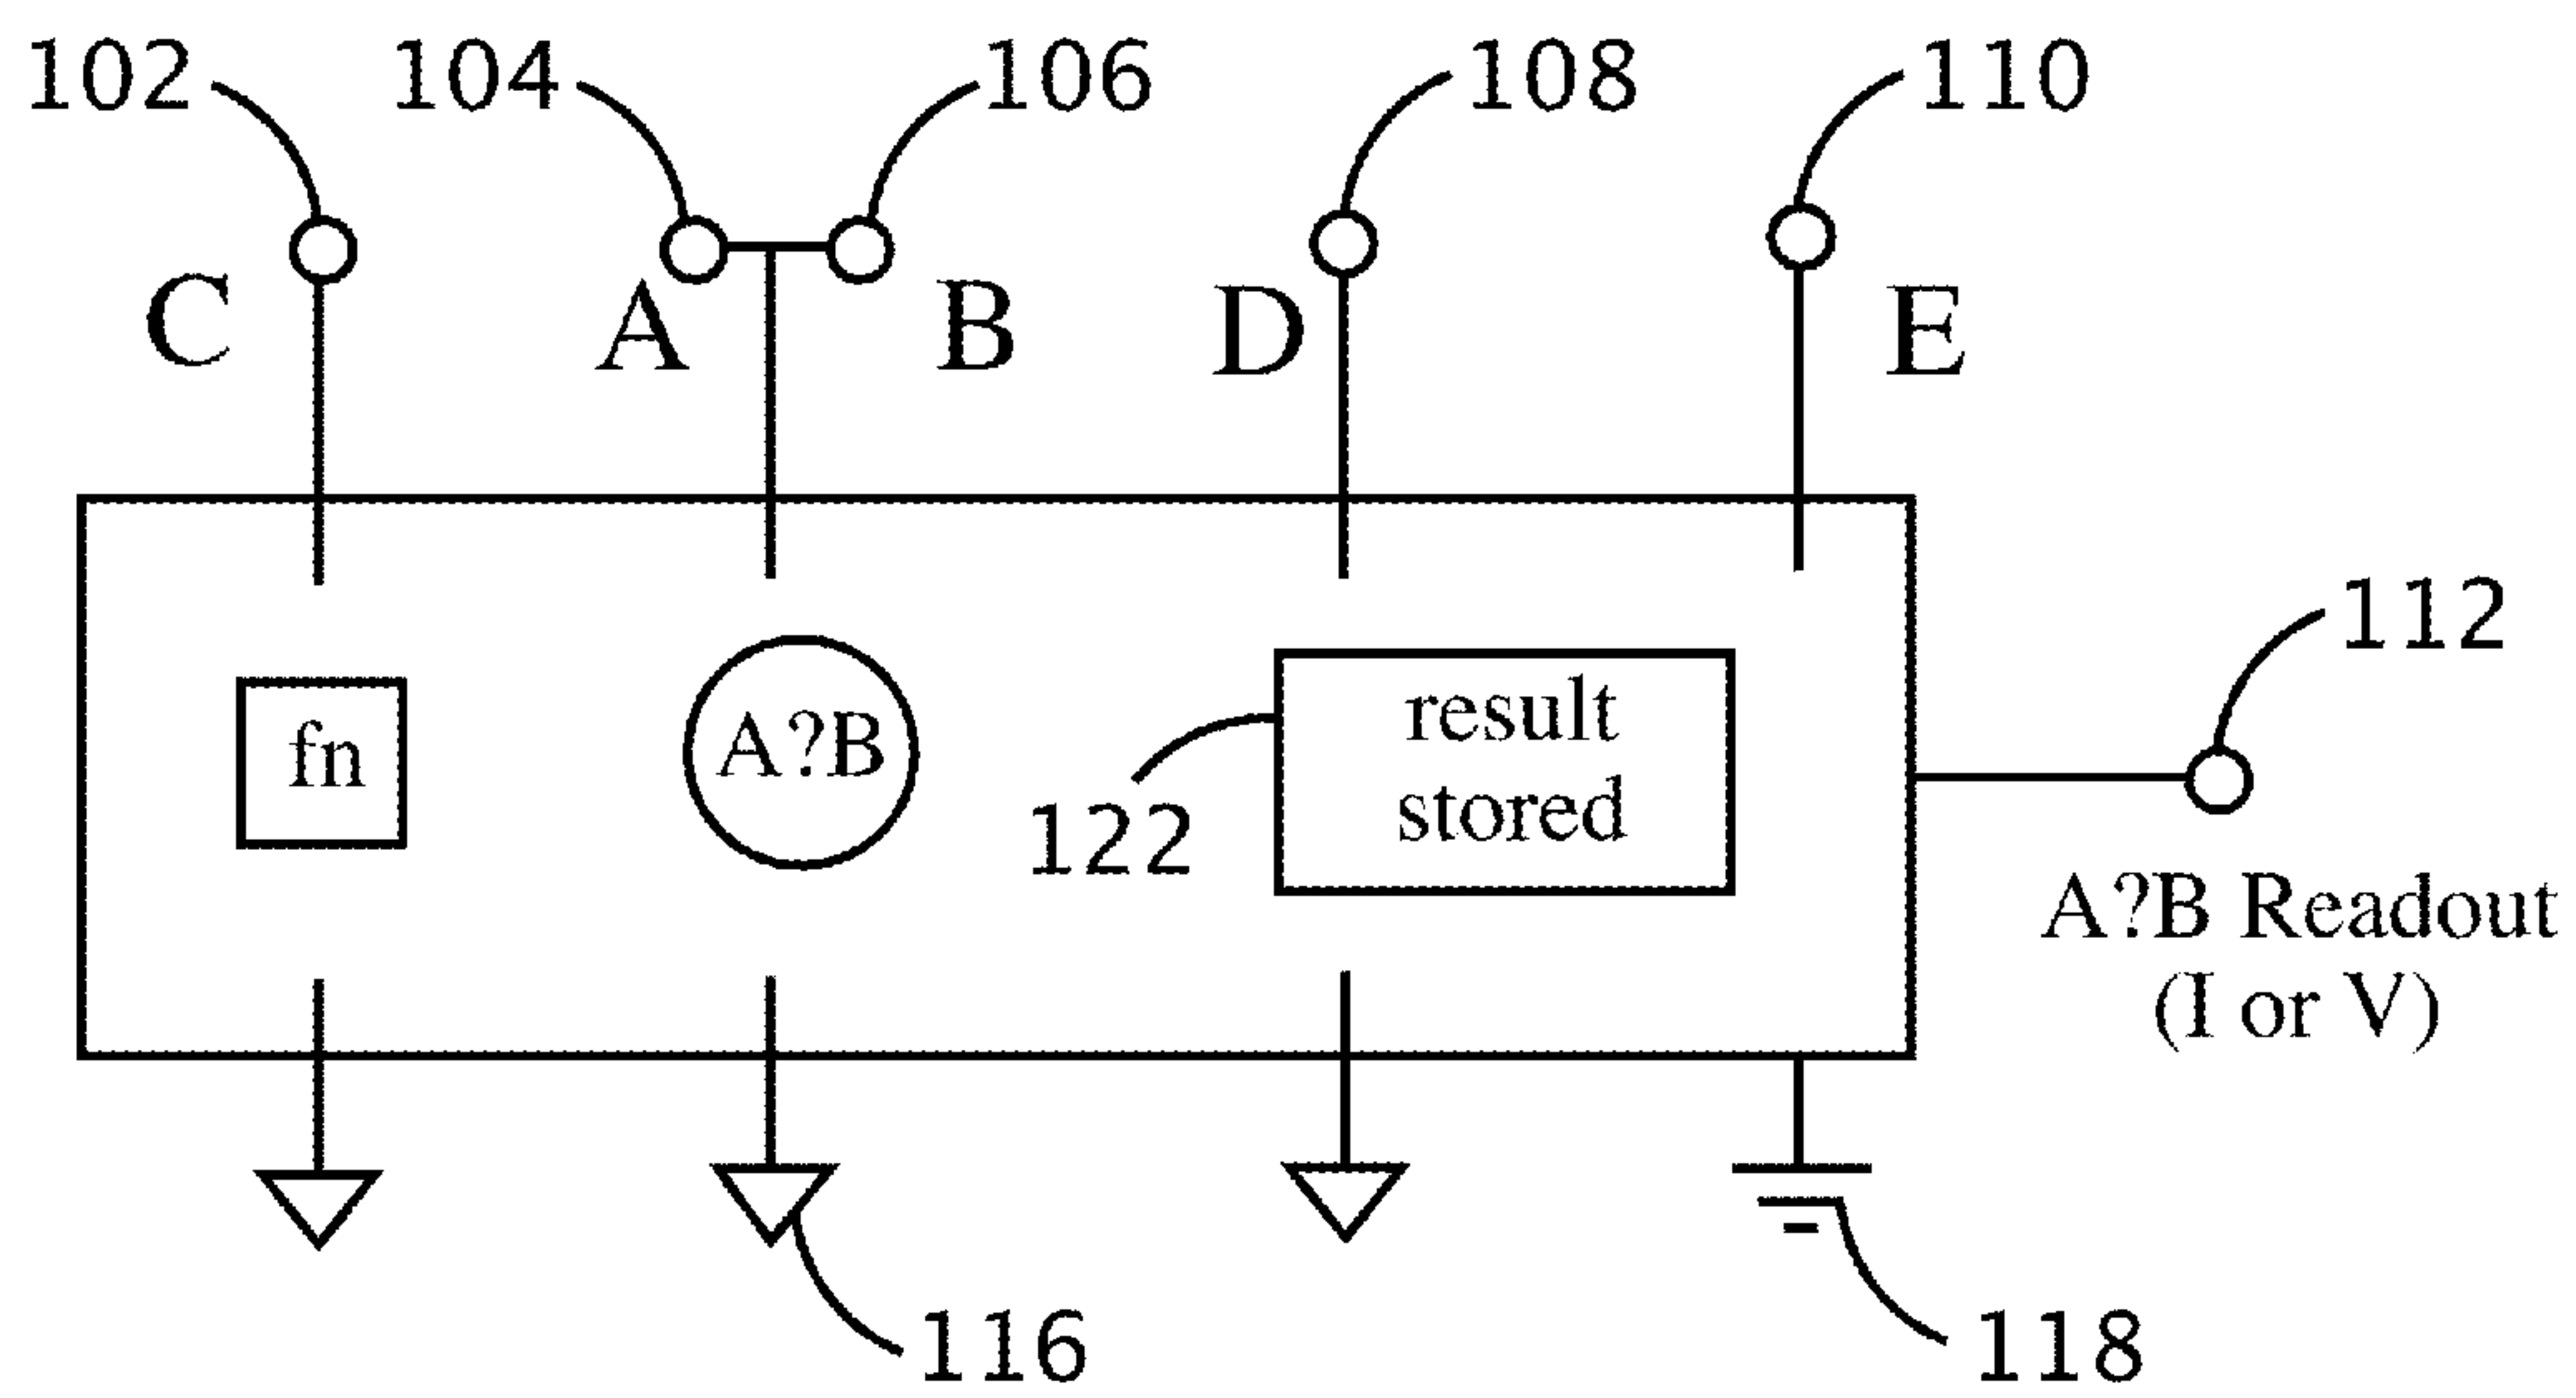 102 104 106 108 110
C A B D E
112
fn A?B result
stored
122
A?B Readout
(I or V)
116 118